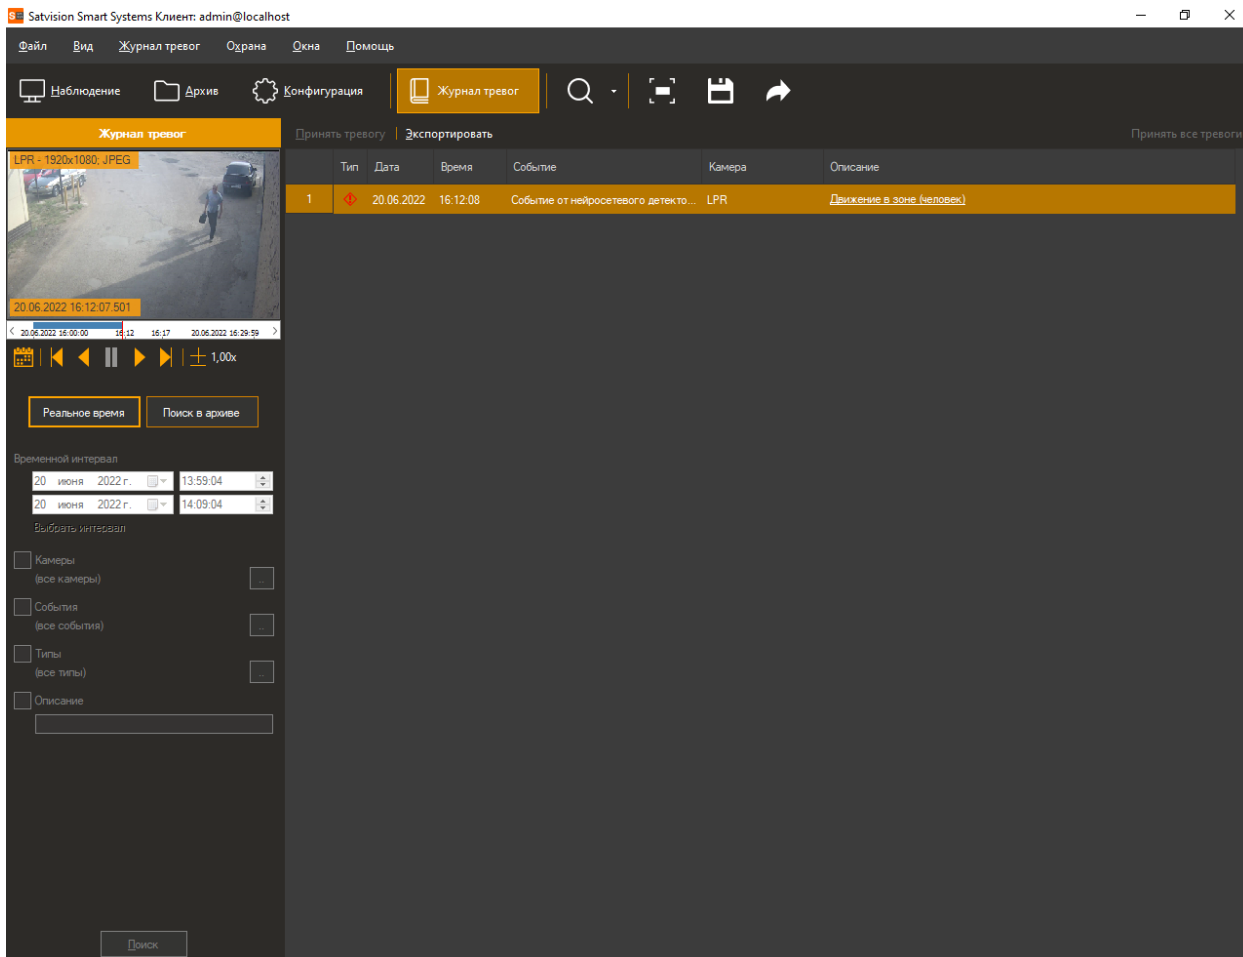 Satvision Smart Systems Клиент: admin@localhost
Файл Вид Журнал тревог Охрана Окна Помощь
Наблюдение Архив Конфигурация Журнал тревог
Журнал тревог
Принять тревогу Экспортировать Принять все тревоги
LPR - 1920x1080; JPEG
20.06.2022 16:12:07.501
20.06.2022 16:00:00 16:12 16:17 20.06.2022 16:29:59
1,00x
Реальное время Поиск в архиве
Временной интервал
20 июня 2022 г. 13:59:04
20 июня 2022 г. 14:09:04
Выбрать интервал
Камеры
(все камеры) ..
События
(все события) ..
Типы
(все типы) ..
Описание
Поиск
Тип Дата Время Событие Камера Описание
1 20.06.2022 16:12:08 Событие от нейросетевого детекто... LPR Движение в зоне (человек)